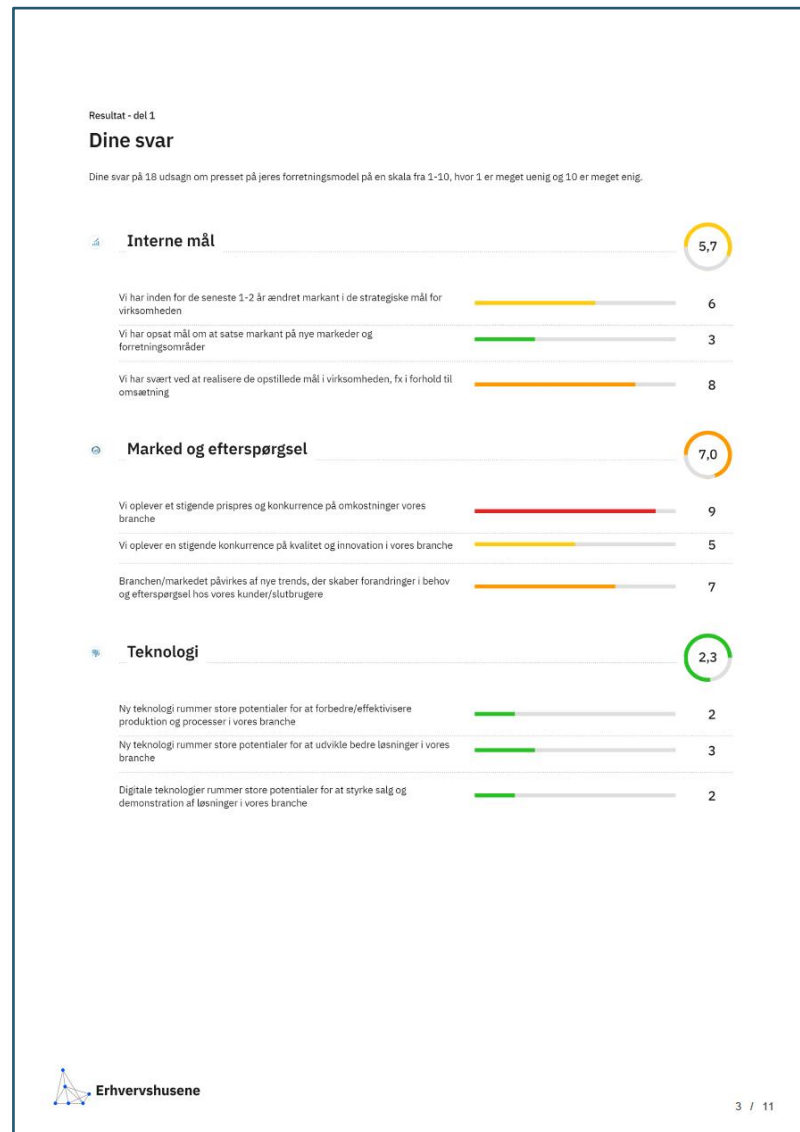 Resultat - del 1
Dine svar
Dine svar på 18 udsagn om presset på jeres forretningsmodel på en skala fra 1-10, hvor 1 er meget uenig og 10 er meget enig.
Interne mål
5,7
Vi har inden for de seneste 1-2 år ændret markant i de strategiske mål for
virksomheden
6
Vi har opsat mål om at satse markant på nye markeder og
forretningsområder
3
Vi har svært ved at realisere de opstillede mål i virksomheden, fx i forhold til
omsætning
8
Marked og efterspørgsel
7,0
Vi oplever et stigende prispres og konkurrence på omkostninger vores
branche
9
Vi oplever en stigende konkurrence på kvalitet og innovation i vores branche
5
Branchen/markedet påvirkes af nye trends, der skaber forandringer i behov
og efterspørgsel hos vores kunder/slutbrugere
7
Teknologi
2,3
Ny teknologi rummer store potentialer for at forbedre/effektivisere
produktion og processer i vores branche
2
Ny teknologi rummer store potentialer for at udvikle bedre løsninger i vores
branche
3
Digitale teknologier rummer store potentialer for at styrke salg og
demonstration af løsninger i vores branche
2
Erhvervshusene
3 / 11